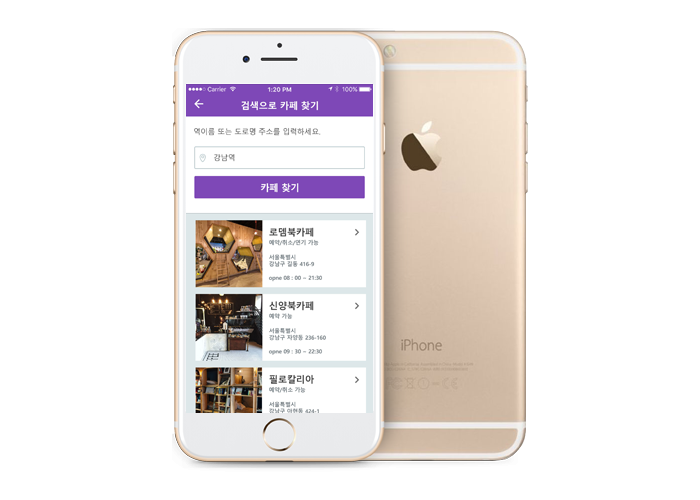 Carrier 1:20 PM 100%
검색으로 카페 찾기
역이름 또는 도로명 주소를 입력하세요.
강남역
카페 찾기
로뎀북카페
예약/취소/연기 가능
서울특별시
강남구 길동 416-9
opne 08 : 00 ~ 21:30
신양북카페
예약 가능
서울특별시
강남구 자양동 236-160
opne 09 : 30 ~ 22:30
필로칼리아
예약/취소 가능
서울특별시
강남구 아현동 424-1
iPhone